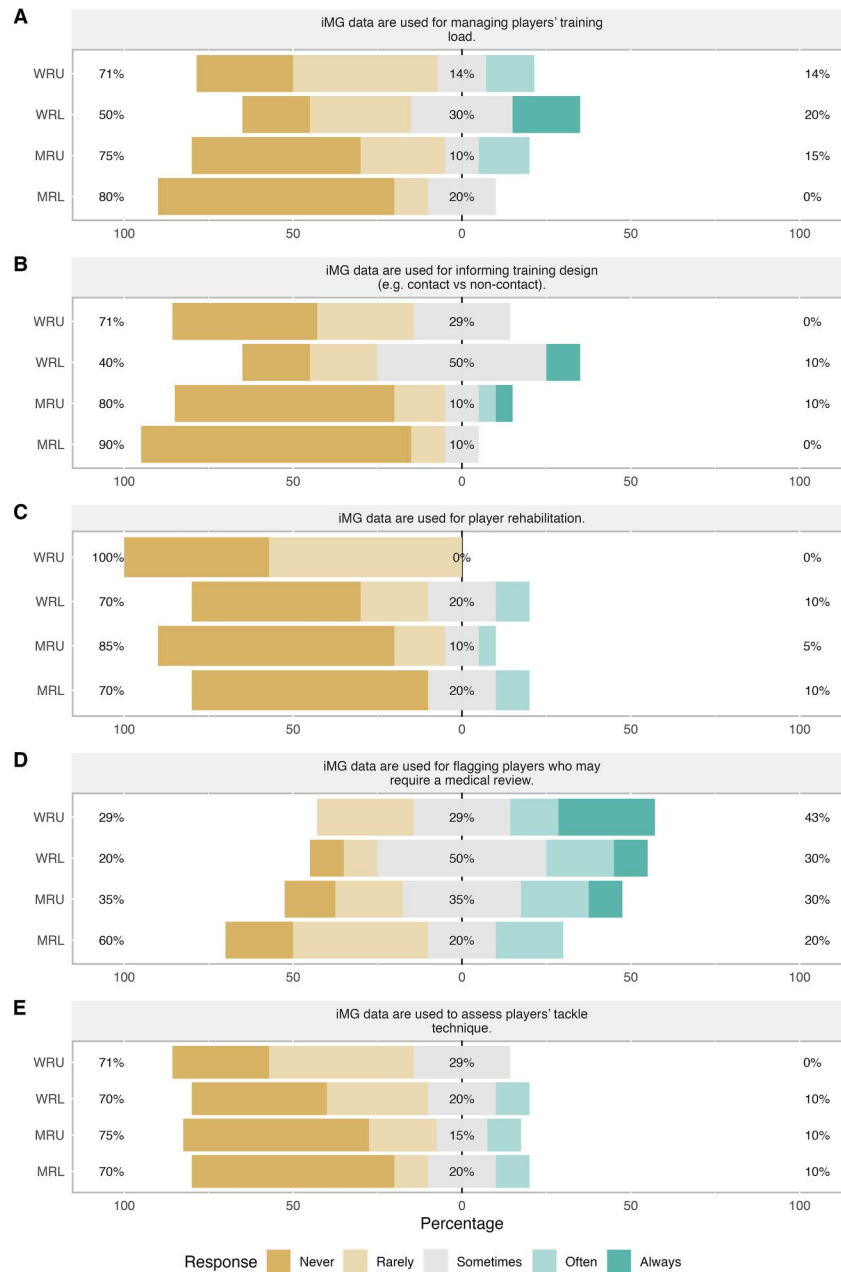 A
iMG data are used for managing players’ training
load.
WRU 71% 14% 14%
WRL 50% 30% 20%
MRU 75% 10% 15%
MRL 80% 20% 0%
100 50 0 50 100
B
iMG data are used for informing training design
(e.g. contact vs non-contact).
WRU 71% 29% 0%
WRL 40% 50% 10%
MRU 80% 10% 10%
MRL 90% 10% 0%
100 50 0 50 100
C
iMG data are used for player rehabilitation.
WRU 100% 0% 0%
WRL 70% 20% 10%
MRU 85% 10% 5%
MRL 70% 20% 10%
100 50 0 50 100
D
iMG data are used for flagging players who may
require a medical review.
WRU 29% 29% 43%
WRL 20% 50% 30%
MRU 35% 35% 30%
MRL 60% 20% 20%
100 50 0 50 100
E
iMG data are used to assess players’ tackle
technique.
WRU 71% 29% 0%
WRL 70% 20% 10%
MRU 75% 15% 10%
MRL 70% 20% 10%
100 50 0 50 100
Percentage
Response Never Rarely Sometimes Often Always